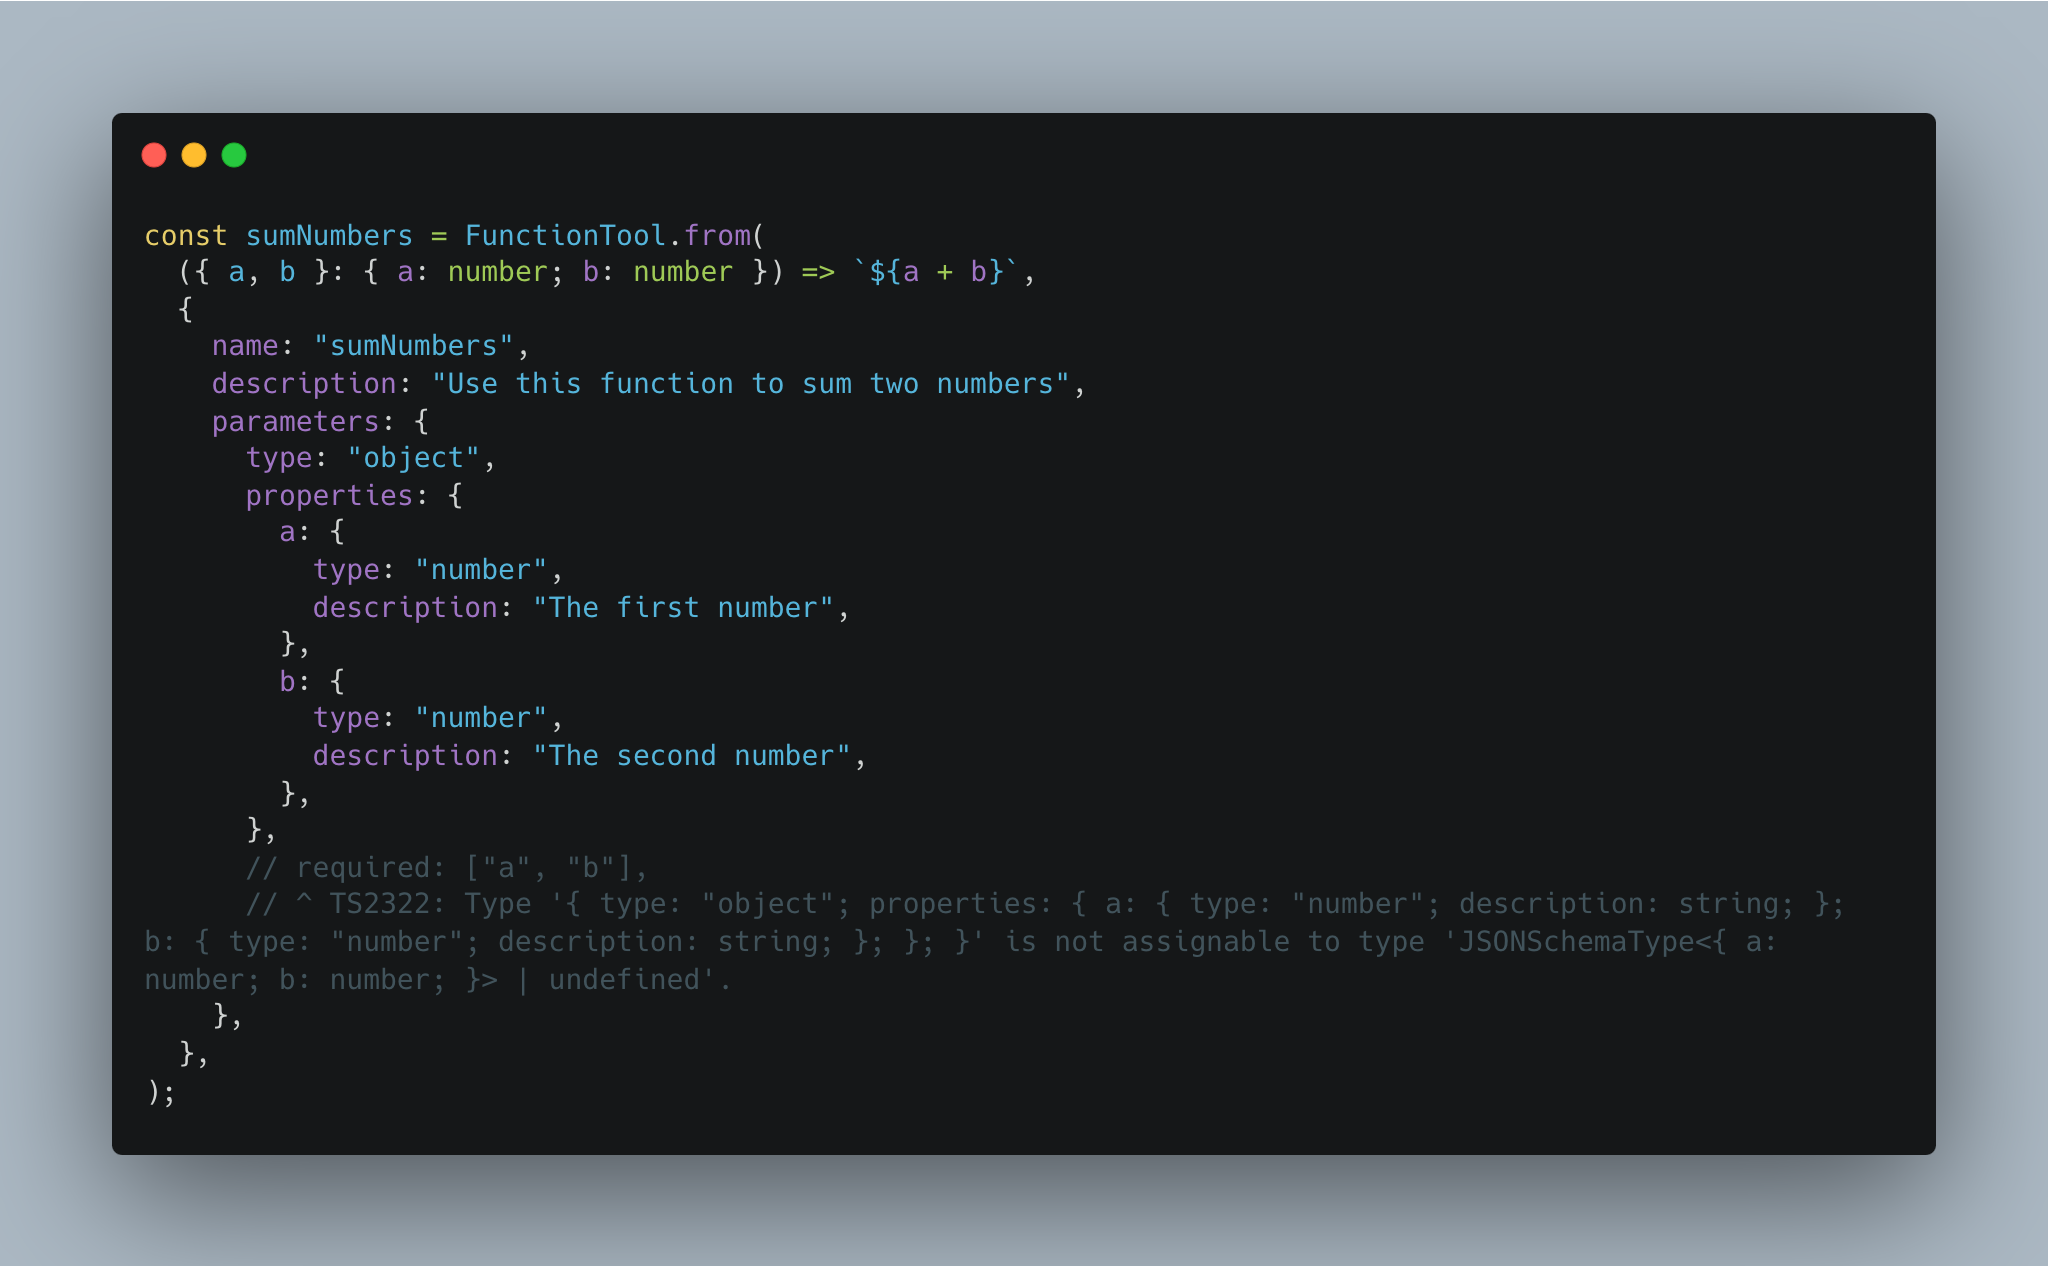 const sumNumbers = FunctionTool.from(
  ({ a, b }: { a: number; b: number }) => `${a + b}`,
  {
    name: "sumNumbers",
    description: "Use this function to sum two numbers",
    parameters: {
      type: "object",
      properties: {
        a: {
          type: "number",
          description: "The first number",
        },
        b: {
          type: "number",
          description: "The second number",
        },
      },
      // required: ["a", "b"],
      // ^ TS2322: Type '{ type: "object"; properties: { a: { type: "number"; description: string; };
b: { type: "number"; description: string; }; }; }' is not assignable to type 'JSONSchemaType<{ a:
number; b: number; }> | undefined'.
    },
  },
);